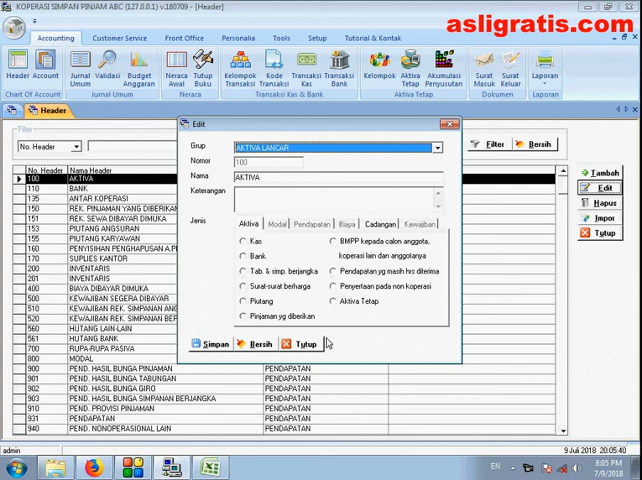 KOPERASI SIMPAN PINJAM ABC (127.0.0.1) v.180709 - [Header]
asligratis.com
Accounting Customer Service Front Office Personalia Tools Setup Tutorial & Kontak
Header Account Jurnal Umum Validasi Budget Anggaran Neraca Awal Tutup Buku Kelompok Transaksi Kode Transaksi Transaksi Kas Transaksi Bank Kelompok Aktiva Tetap Akumulasi Penyusutan Surat Masuk Surat Keluar Laporan
Chart Of Account Jurnal Umum Neraca Transaksi Kas & Bank Aktiva Tetap Dokumen Laporan
Header
Filter
No. Header
Filter Bersih
No. Header Nama Header
100 AKTIVA
110 BANK
135 ANTAR KOPERASI
150 REK. PINJAMAN YANG DIBERIKAN
151 REK. SEWA DIBAYAR DIMUKA
153 PIUTANG ANGSURAN
155 PIUTANG KARYAWAN
160 PENYISIHAN PENGHAPUSAN A.P
170 SUPLIES KANTOR
200 INVENTARIS
201 INVENTARIS
400 BIAYA DIBAYAR DIMUKA
500 KEWAJIBAN SEGERA DIBAYAR
510 KEWAJIBAN REK. SIMPANAN
520 KEWAJIBAN REK. SIMPANAN BER
560 HUTANG LAIN-LAIN
561 HUTANG BANK
700 RUPA-RUPA PASIVA
800 MODAL
900 PEND. HASIL BUNGA PINJAMAN PENDAPATAN
901 PEND. HASIL BUNGA TABUNGAN PENDAPATAN
902 PEND. HASIL BUNGA GIRO PENDAPATAN
903 PEND. HASIL BUNGA SIMPANAN BERJANGKA PENDAPATAN
910 PEND. PROVISI PINJAMAN PENDAPATAN
931 PENDAPATAN PENDAPATAN
940 PEND. NONOPERASIONAL LAIN PENDAPATAN
Tambah
Edit
Hapus
Impor
Tutup
Edit
Grup AKTIVA LANCAR
Nomor 100
Nama AKTIVA
Keterangan
Jenis Aktiva Modal Pendapatan Biaya Cadangan Kewajiban
Kas
Bank
Tab. & simp. berjangka
Surat-surat berharga
Piutang
Pinjaman yg diberikan
BMPP kepada calon anggota,
koperasi lain dan anggotanya
Pendapatan yg masih hrs diterima
Penyertaan pada non koperasi
Aktiva Tetap
Simpan Bersih Tutup
admin 9 Juli 2018 20:05:40
EN 8:05 PM
7/9/2018